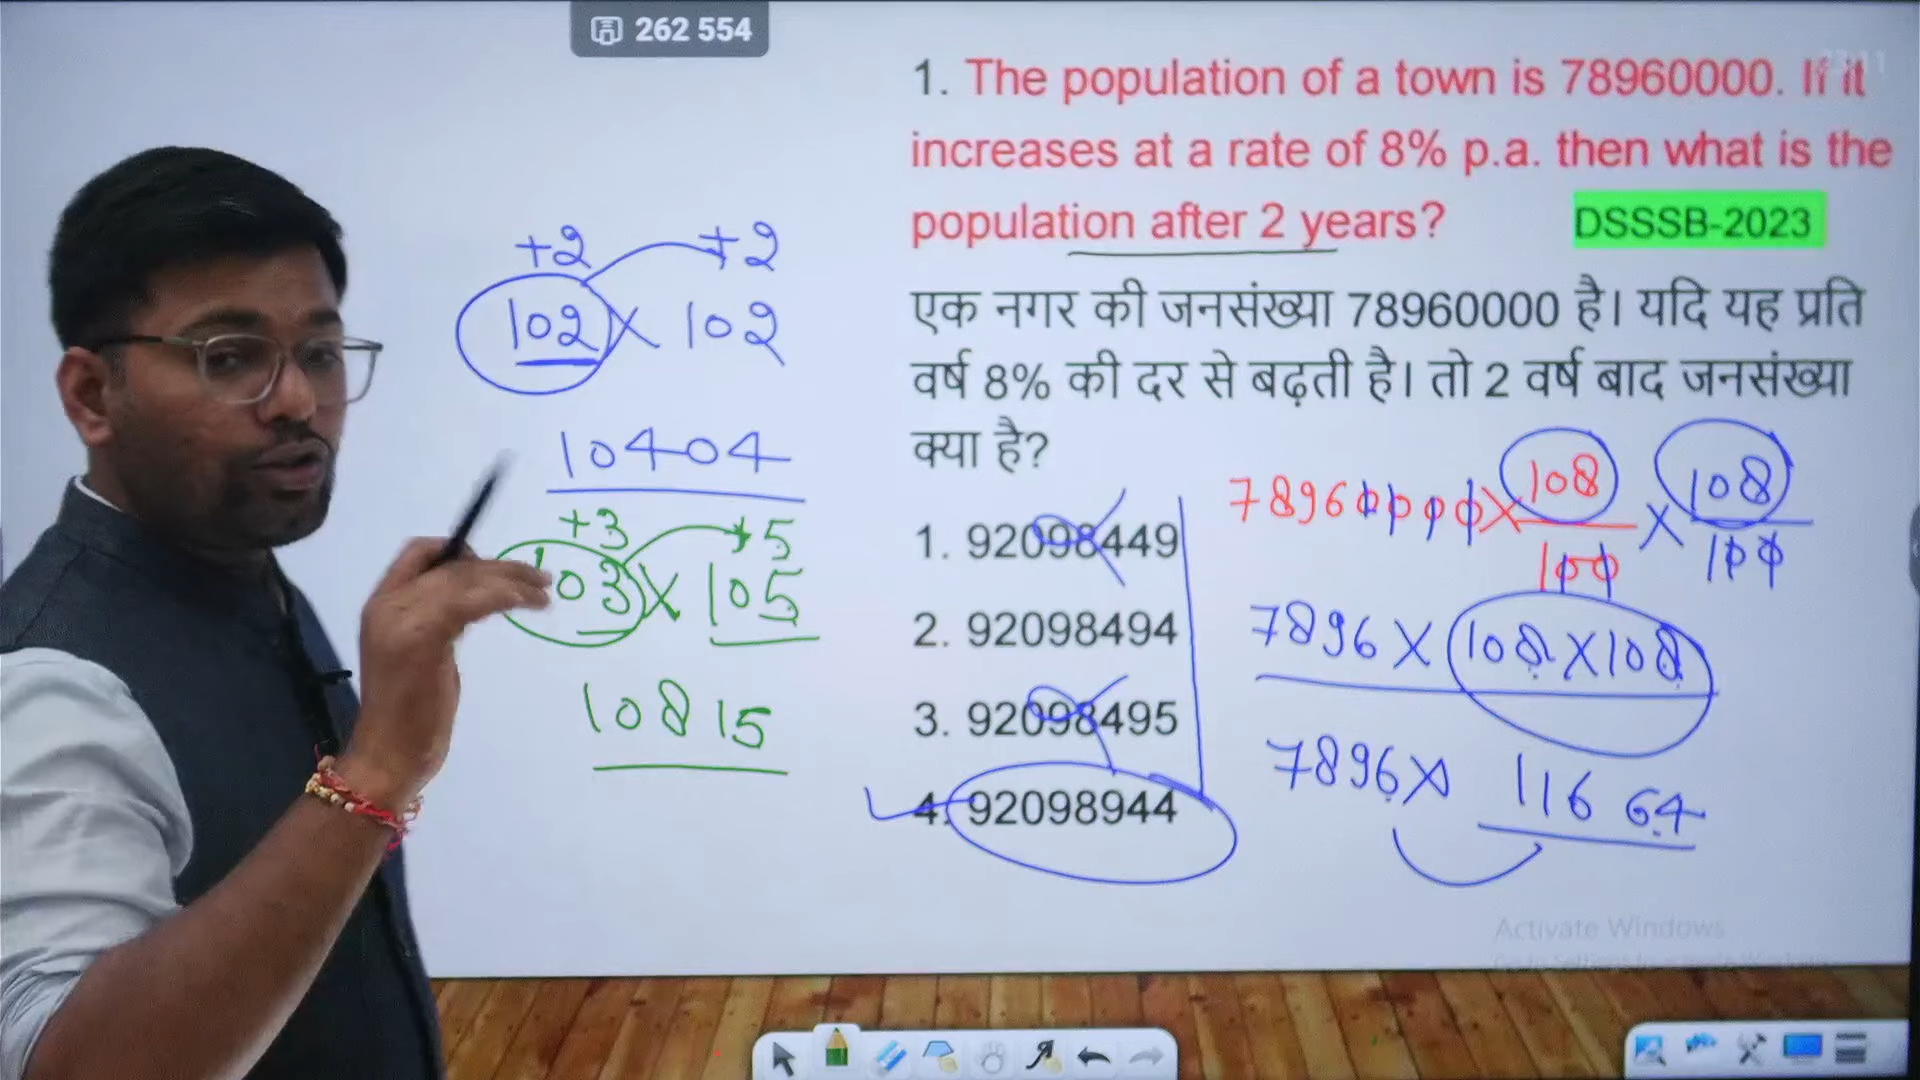 262 554
23:11
1. The population of a town is 78960000. If it
increases at a rate of 8% p.a. then what is the
population after 2 years?
DSSSB-2023
एक नगर की जनसंख्या 78960000 है। यदि यह प्रति
वर्ष 8% की दर से बढ़ती है। तो 2 वर्ष बाद जनसंख्या
क्या है?
1. 92098449
2. 92098494
3. 92098495
4. 92098944
+2 +2
102 X 102
10404
+3 +5
103 X 105
10815
78960000 X 108/100 X 108/100
7896 X 108 X 108
7896 X 11664
Activate Windows